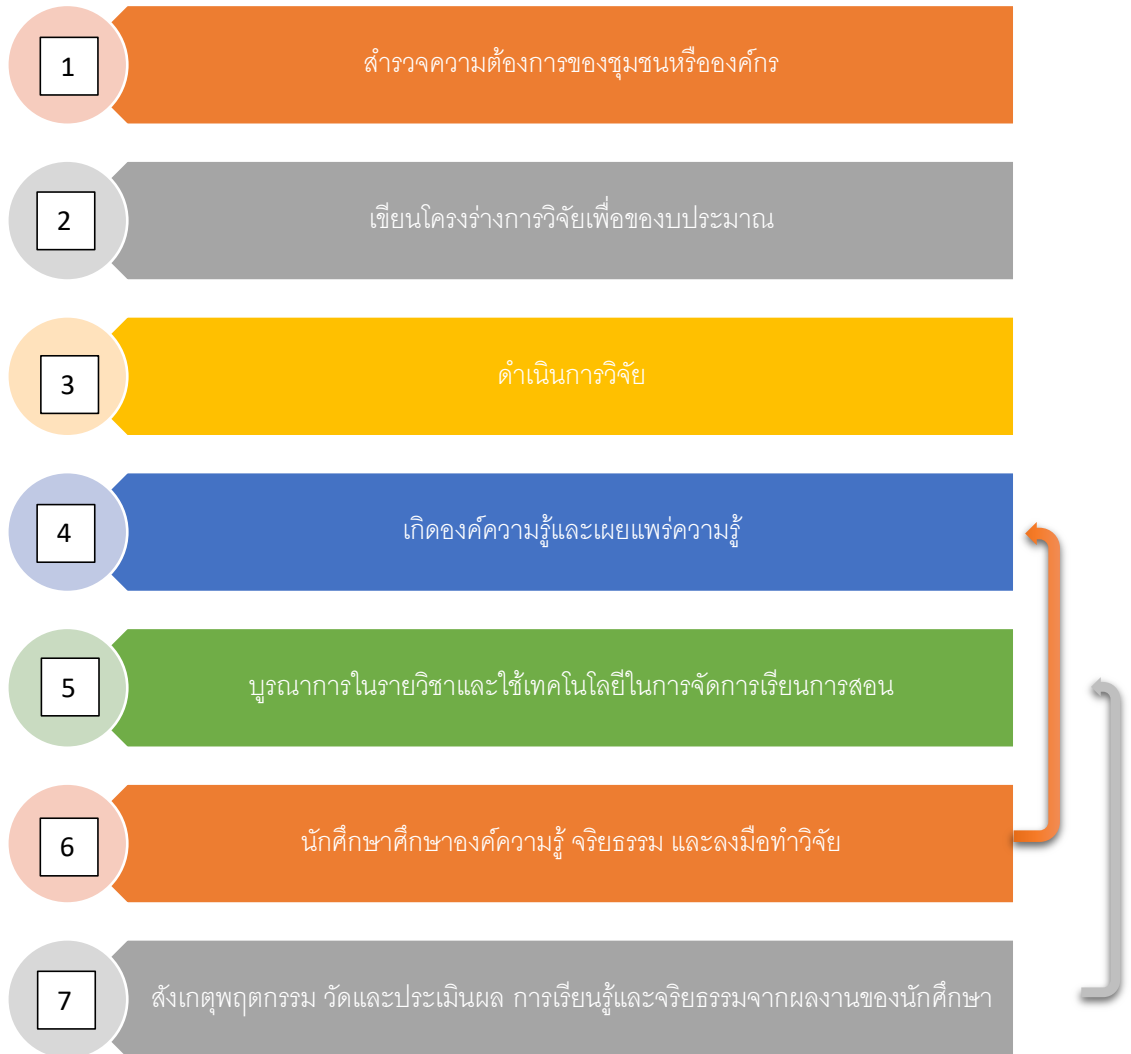 1
สำรวจความต้องการของชุมชนหรือองค์กร
2
เขียนโครงร่างการวิจัยเพื่อของบประมาณ
3
ดำเนินการวิจัย
4
เกิดองค์ความรู้และเผยแพร่ความรู้
5
บูรณาการในรายวิชาและใช้เทคโนโลยีในการจัดการเรียนการสอน
6
นักศึกษาศึกษาองค์ความรู้ จริยธรรม และลงมือทำวิจัย
7
สังเกตุพฤตกรรม วัดและประเมินผล การเรียนรู้และจริยธรรมจากผลงานของนักศึกษา